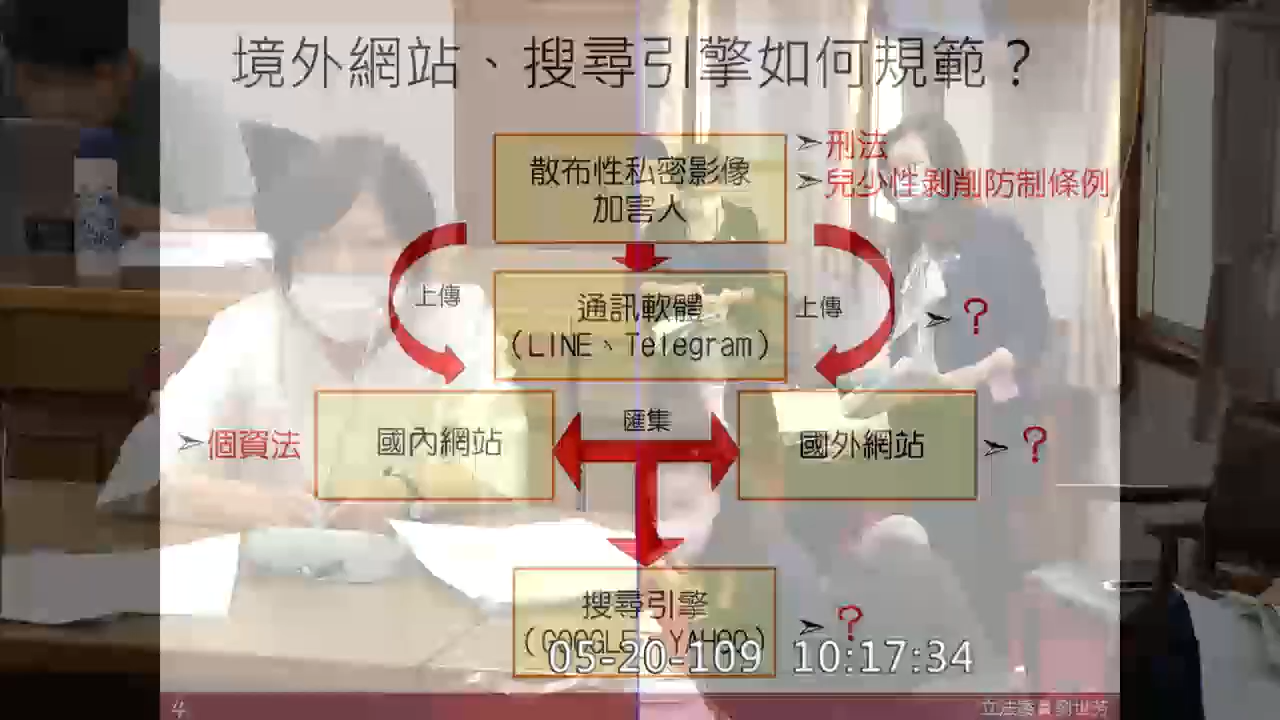 境外網站、搜尋引擎如何規範？
散布性私密影像
加害人
➢刑法
➢兒少性剝削防制條例
上傳
通訊軟體
(LINE、Telegram)
上傳
➢？
➢個資法
國內網站
匯集
國外網站
➢？
搜尋引擎
(GOOGLE、YAHOO)
➢？
05-20-109 10:17:34
4
立法委員劉世芳